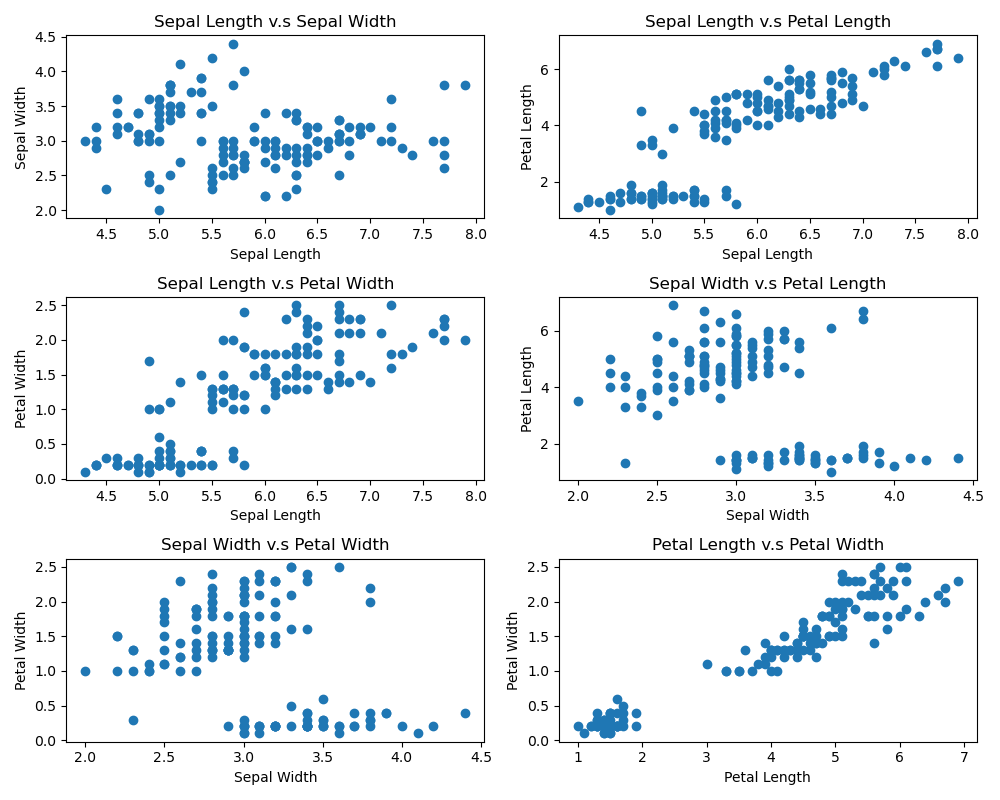 Sepal Length v.s Sepal Width
4.5
4.0
3.5
3.0
2.5
2.0
Sepal Width
4.5 5.0 5.5 6.0 6.5 7.0 7.5 8.0
Sepal Length
Sepal Length v.s Petal Length
6
4
2
Petal Length
4.5 5.0 5.5 6.0 6.5 7.0 7.5 8.0
Sepal Length
Sepal Length v.s Petal Width
2.5
2.0
1.5
1.0
0.5
0.0
Petal Width
4.5 5.0 5.5 6.0 6.5 7.0 7.5 8.0
Sepal Length
Sepal Width v.s Petal Length
6
4
2
Petal Length
2.0 2.5 3.0 3.5 4.0 4.5
Sepal Width
Sepal Width v.s Petal Width
2.5
2.0
1.5
1.0
0.5
0.0
Petal Width
2.0 2.5 3.0 3.5 4.0 4.5
Sepal Width
Petal Length v.s Petal Width
2.5
2.0
1.5
1.0
0.5
0.0
Petal Width
1 2 3 4 5 6 7
Petal Length